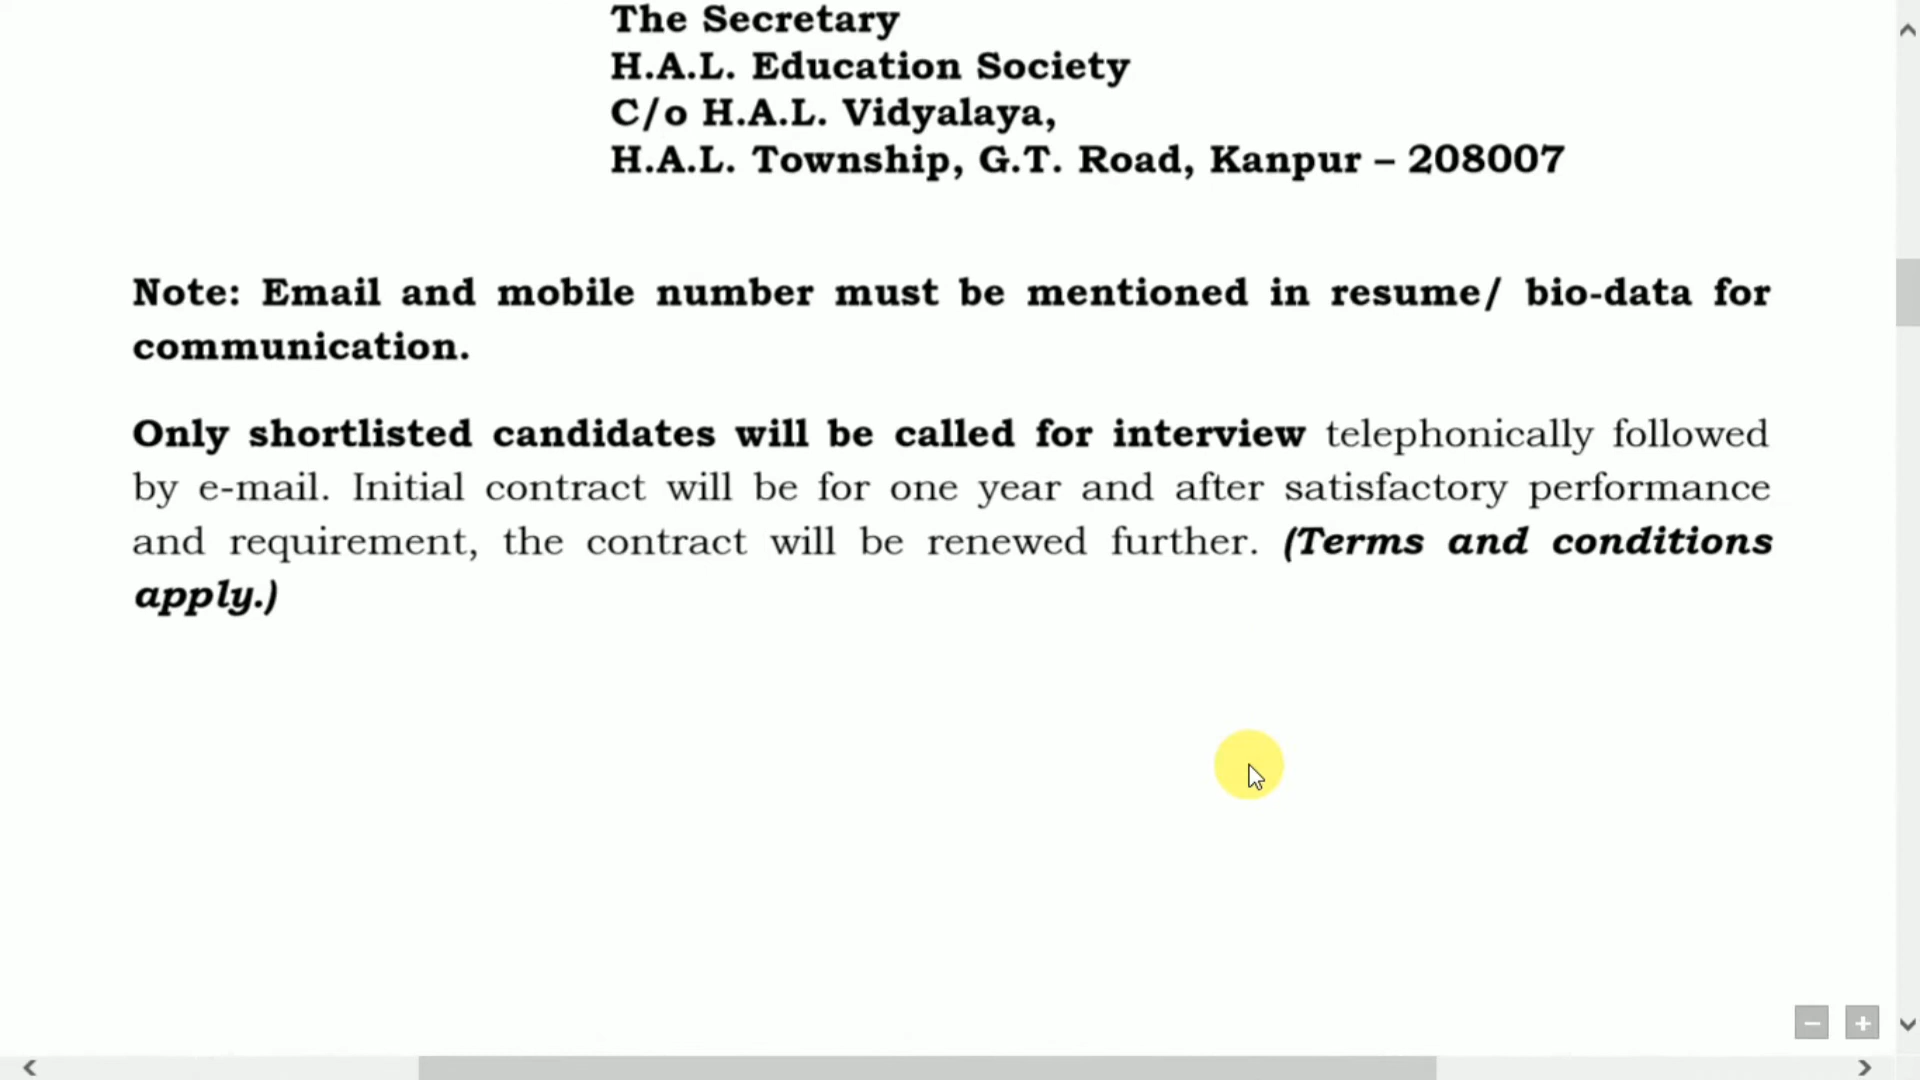 The Secretary
H.A.L. Education Society
C/o H.A.L. Vidyalaya,
H.A.L. Township, G.T. Road, Kanpur – 208007
Note: Email and mobile number must be mentioned in resume/ bio-data for
communication.
Only shortlisted candidates will be called for interview telephonically followed
by e-mail. Initial contract will be for one year and after satisfactory performance
and requirement, the contract will be renewed further. (Terms and conditions
apply.)